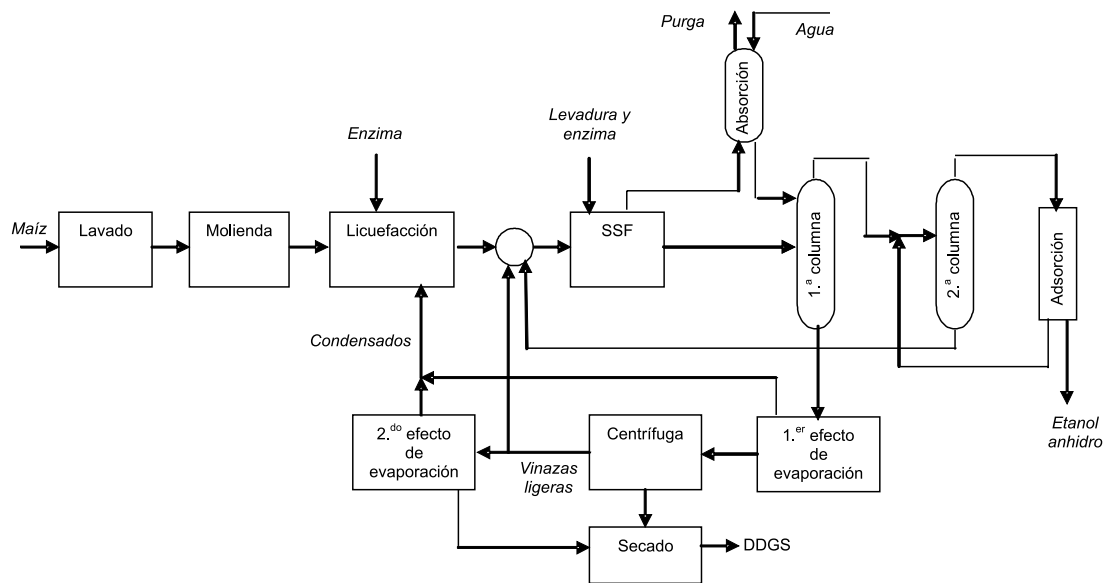 Purga
Agua
Absorción
Levadura y
enzima
Enzima
Maíz
Lavado
Molienda
Licuefacción
SSF
1.ª columna
2.ª columna
Adsorción
Condensados
Etanol
anhidro
2.do efecto
de
evaporación
Vinazas
ligeras
Centrífuga
1.er efecto
de
evaporación
Secado
DDGS